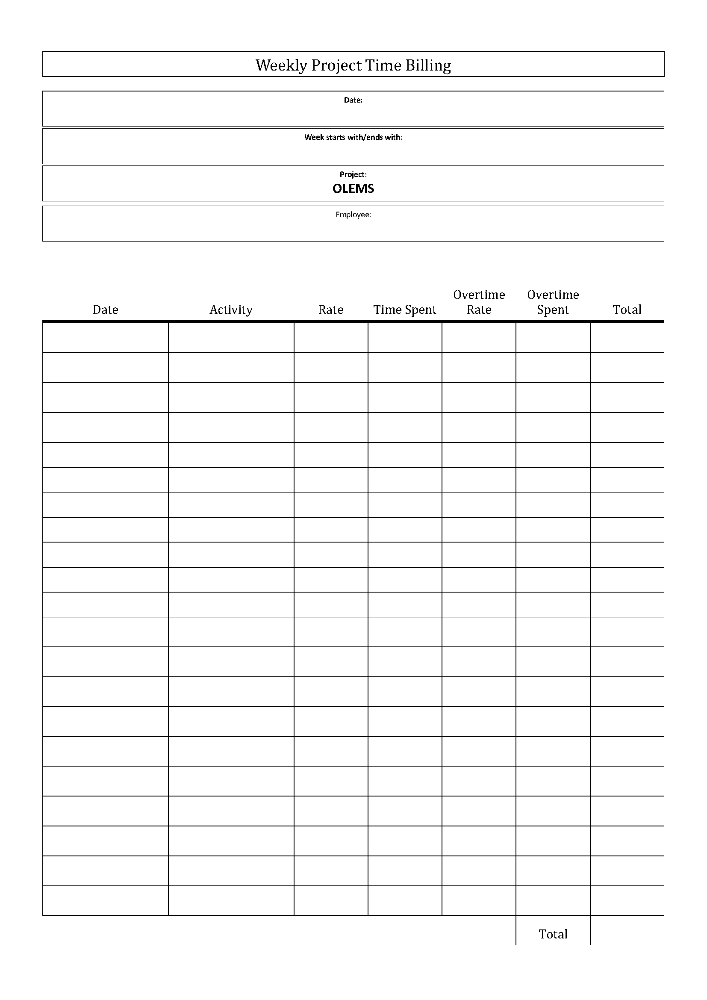 Weekly Project Time Billing
Date:
Week starts with/ends with:
Project:
OLEMS
Employee:
Date Activity Rate Time Spent Overtime Rate Overtime Spent Total
Total